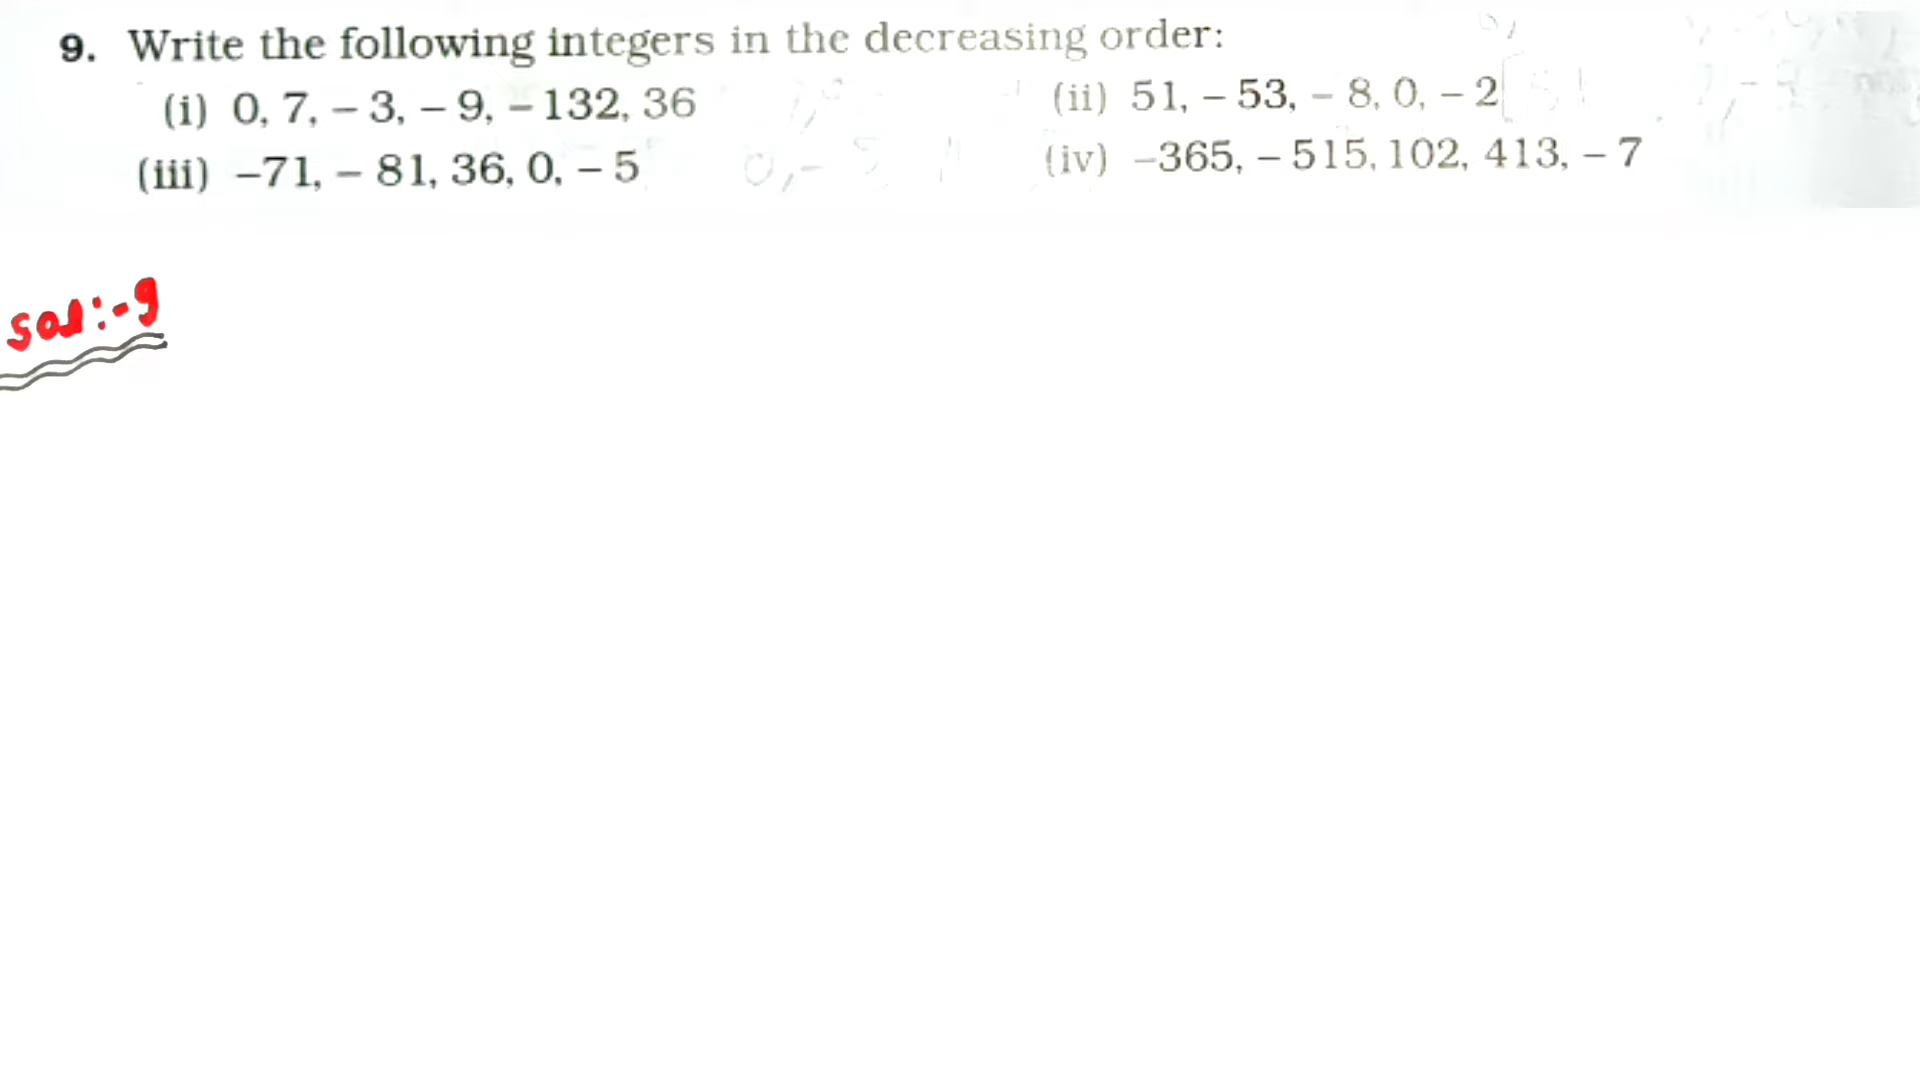 9. Write the following integers in the decreasing order:
(i) 0, 7, – 3, – 9, – 132, 36 (ii) 51, – 53, – 8, 0, – 2
(iii) –71, – 81, 36, 0, – 5 (iv) –365, – 515, 102, 413, – 7
sol:-9